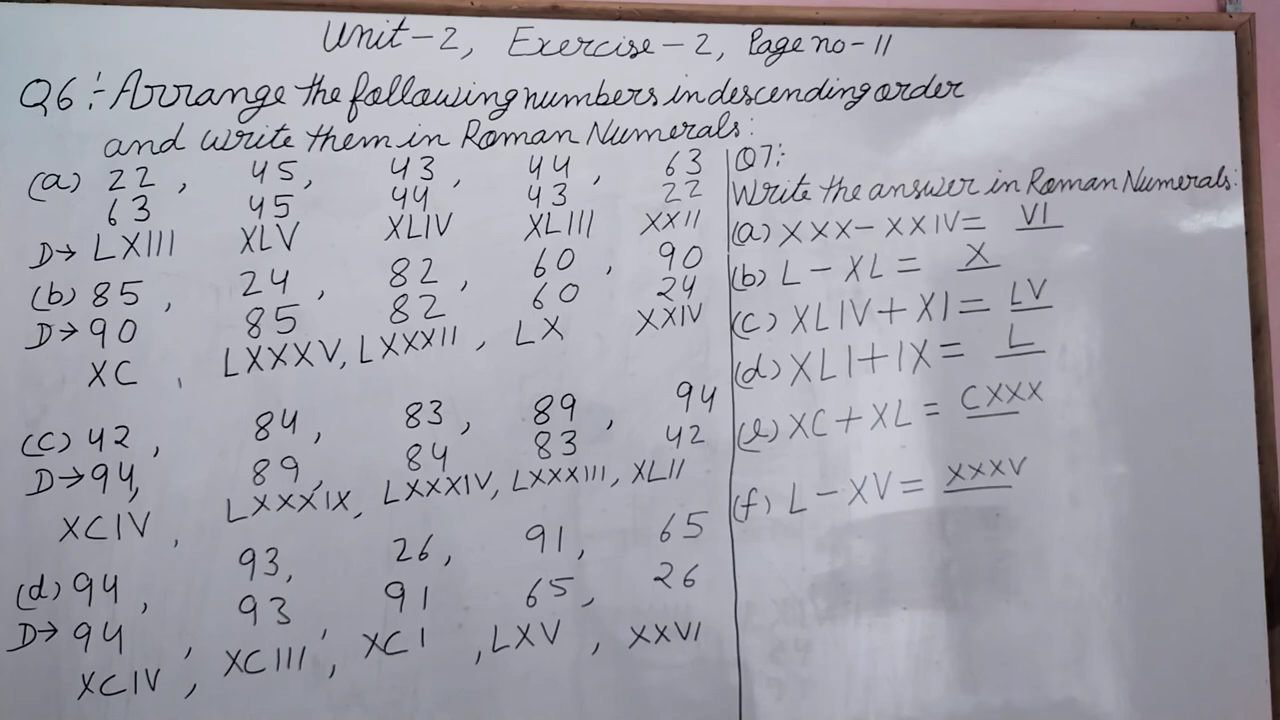 Unit-2, Exercise-2, Page no-11
Q6:- Arrange the following numbers in descending order
and write them in Roman Numerals:
(a) 22, 45, 43, 44, 63
63 45 44 43 22
D→ LXIII XLV XLIV XLIII XXII
(b) 85, 24, 82, 60, 90
D→ 90 85 82 60 24
XC, LXXXV, LXXXII, LX XXIV
(c) 42, 84, 83, 89, 94
D→ 94, 89, 84 83 42
XCIV, LXXXIX, LXXXIV, LXXXIII, XLII
(d) 94, 93, 26, 91, 65
D→ 94, 93, 91 65, 26
XCIV, XCIII, XCI, LXV, XXVI
Q7:
Write the answer in Roman Numerals:
(a) XXX-XXIV= VI
(b) L-XL= X
(c) XLIV+XI= LV
(d) XLI+IX= L
(e) XC+XL= CXXX
(f) L-XV= XXXV